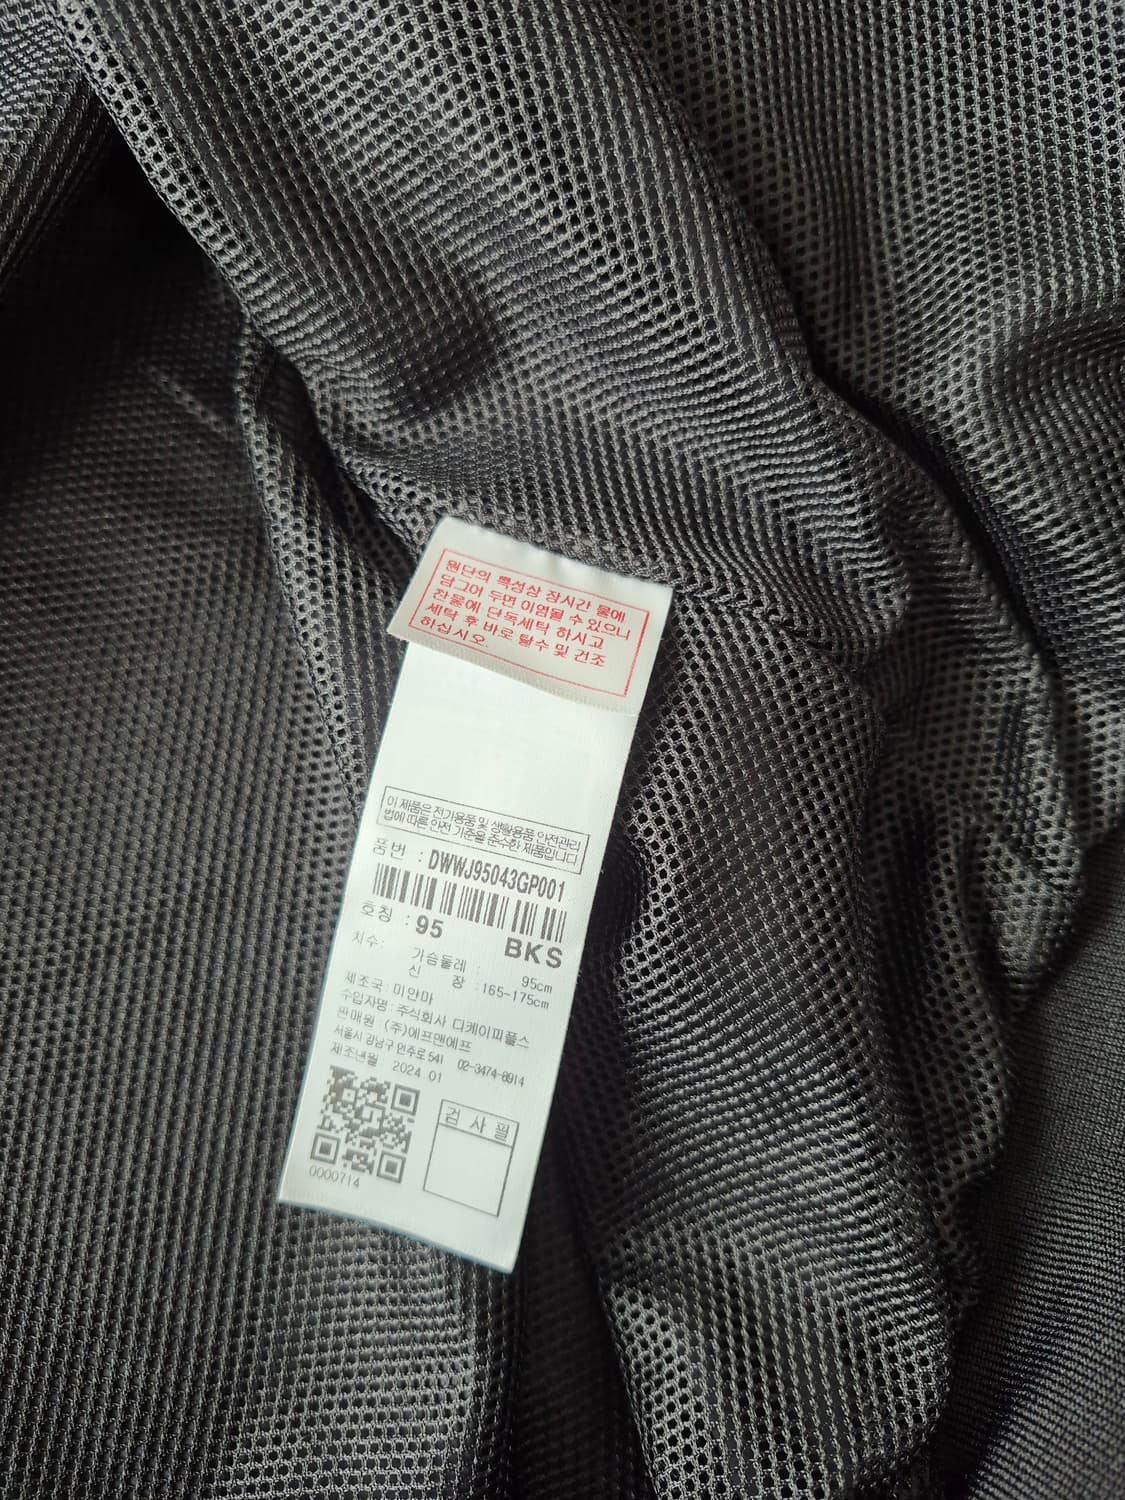 원단의 특성상 장시간 물에
담그어 두면 이염될 수 있으니
찬물에 단독세탁 하시고
세탁 후 바로 탈수 및 건조
하십시오.
이 제품은 전기용품 및 생활용품 안전관리
법에 따른 안전 기준을 준수한 제품입니다
품번 : DWWJ95043GP001
호칭 : 95 BKS
치수: 가슴둘레 : 95cm
신 장 :165-175cm
제조국 : 미얀마
수입자명 : 주식회사 디케이피플스
판매원 (주)에프앤에프
서울시 강남구 언주로 541 02-3474-8914
제조년월 2024 01
검 사 필
0000714